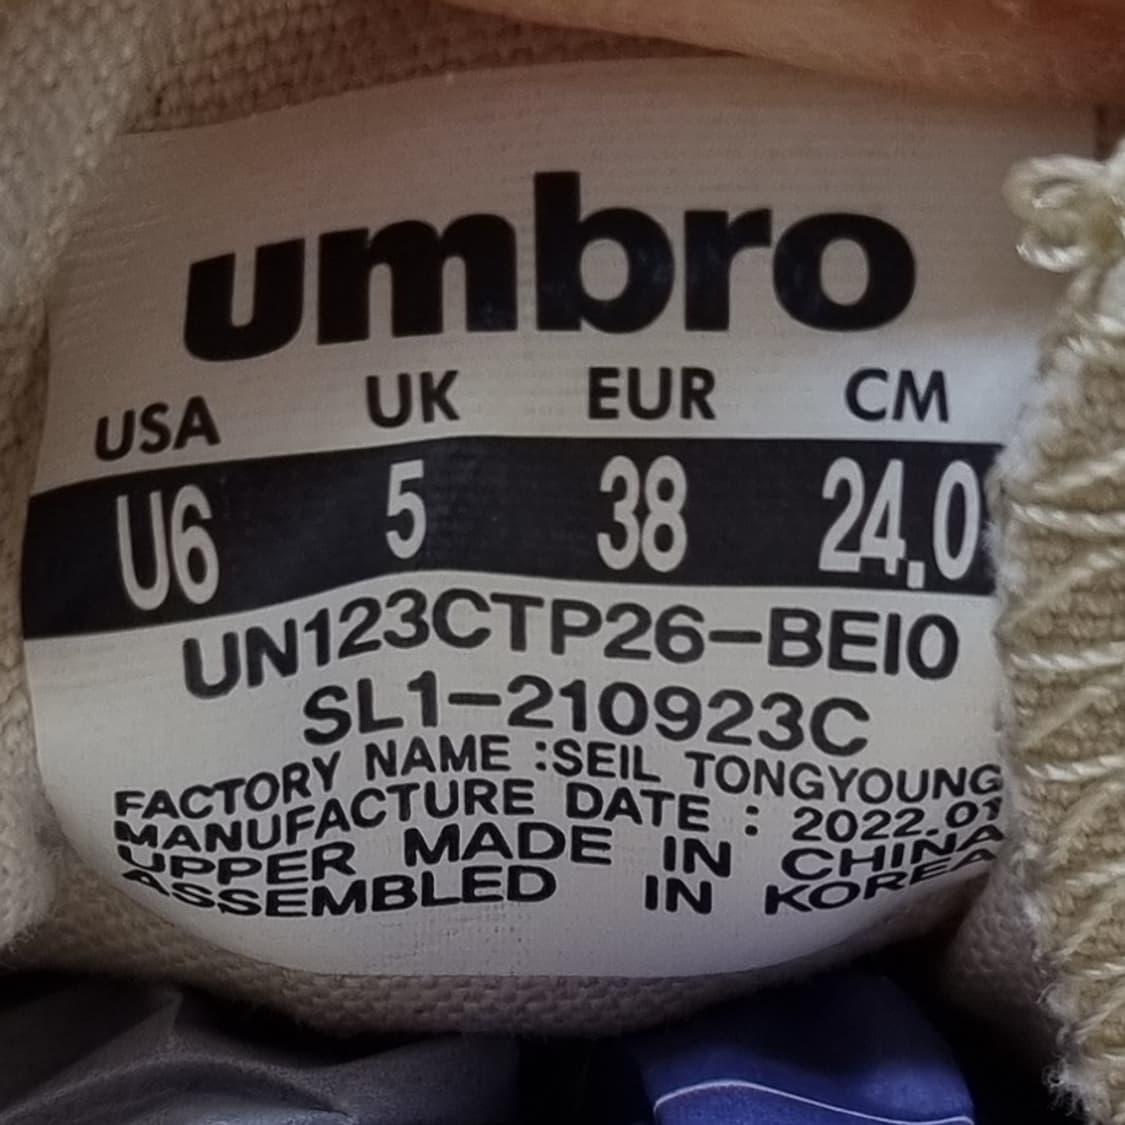 umbro
USA UK EUR CM
U6 5 38 24.0
UN123CTP26-BEI0
SL1-210923C
FACTORY NAME :SEIL TONGYOUNG
MANUFACTURE DATE : 2022.01
UPPER MADE IN CHINA
ASSEMBLED IN KOREA